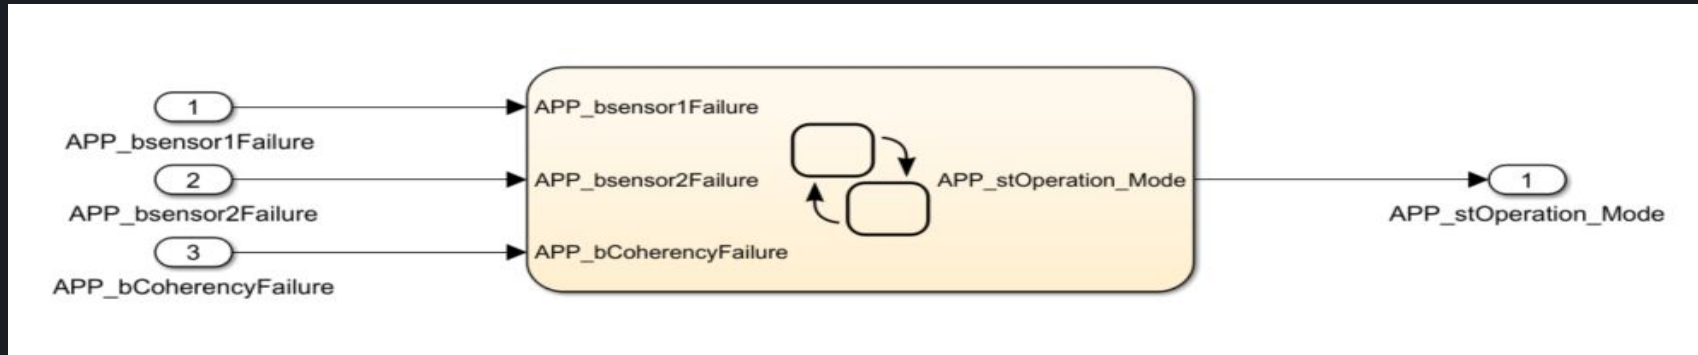 1
APP_bsensor1Failure
2
APP_bsensor2Failure
3
APP_bCoherencyFailure
APP_bsensor1Failure
APP_bsensor2Failure
APP_bCoherencyFailure
APP_stOperation_Mode
1
APP_stOperation_Mode